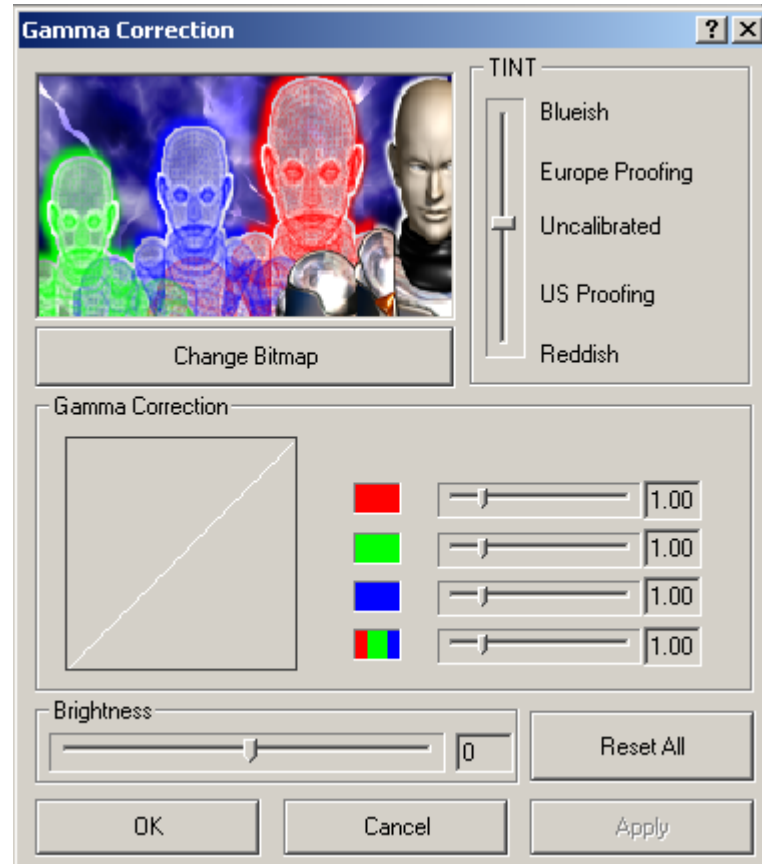 Gamma Correction
TINT
Blueish
Europe Proofing
Uncalibrated
US Proofing
Reddish
Change Bitmap
Gamma Correction
1.00
1.00
1.00
1.00
Brightness
0
Reset All
OK
Cancel
Apply